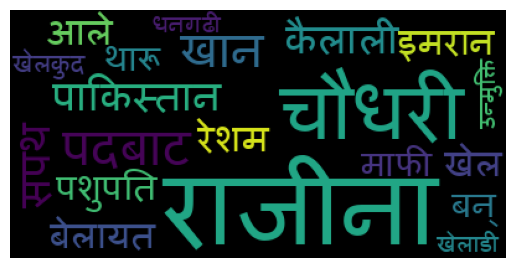 आले
धनगढी
खेलकुद
थारू
खान
कैलाली
इमरान
पाकिस्तान
चौधरी
उन्मुक्ति
सपथ
पदबाट
रेशम
पशुपति
राजीना
माफी
खेल
बेलायत
बन्
खेलाडी